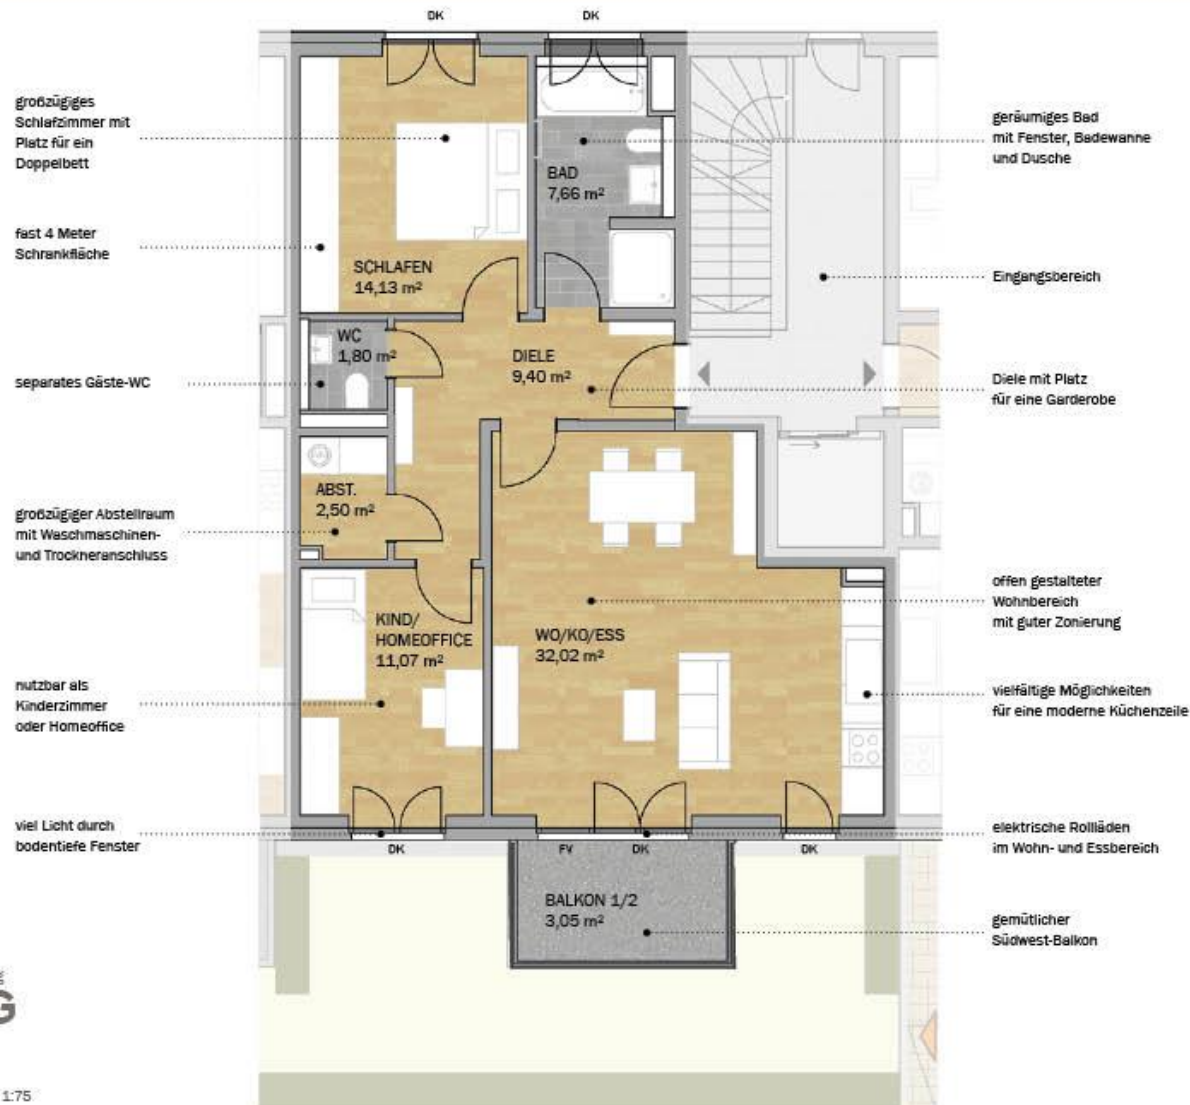 DK
DK
großzügiges
Schlafzimmer mit
Platz für ein
Doppelbett
fast 4 Meter
Schrankfläche
separates Gäste-WC
großzügiger Abstellraum
mit Waschmaschinen-
und Trockneranschluss
nutzbar als
Kinderzimmer
oder Homeoffice
viel Licht durch
bodentiefe Fenster
SCHLAFEN
14,13 m²
BAD
7,66 m²
WC
1,80 m²
DIELE
9,40 m²
ABST.
2,50 m²
KIND/
HOMEOFFICE
11,07 m²
WO/KO/ESS
32,02 m²
DK
FV
DK
DK
BALKON 1/2
3,05 m²
geräumiges Bad
mit Fenster, Badewanne
und Dusche
Eingangsbereich
Diele mit Platz
für eine Garderobe
offen gestalteter
Wohnbereich
mit guter Zonierung
vielfältige Möglichkeiten
für eine moderne Küchenzeile
elektrische Rollläden
im Wohn- und Essbereich
gemütlicher
Südwest-Balkon
G
1:75